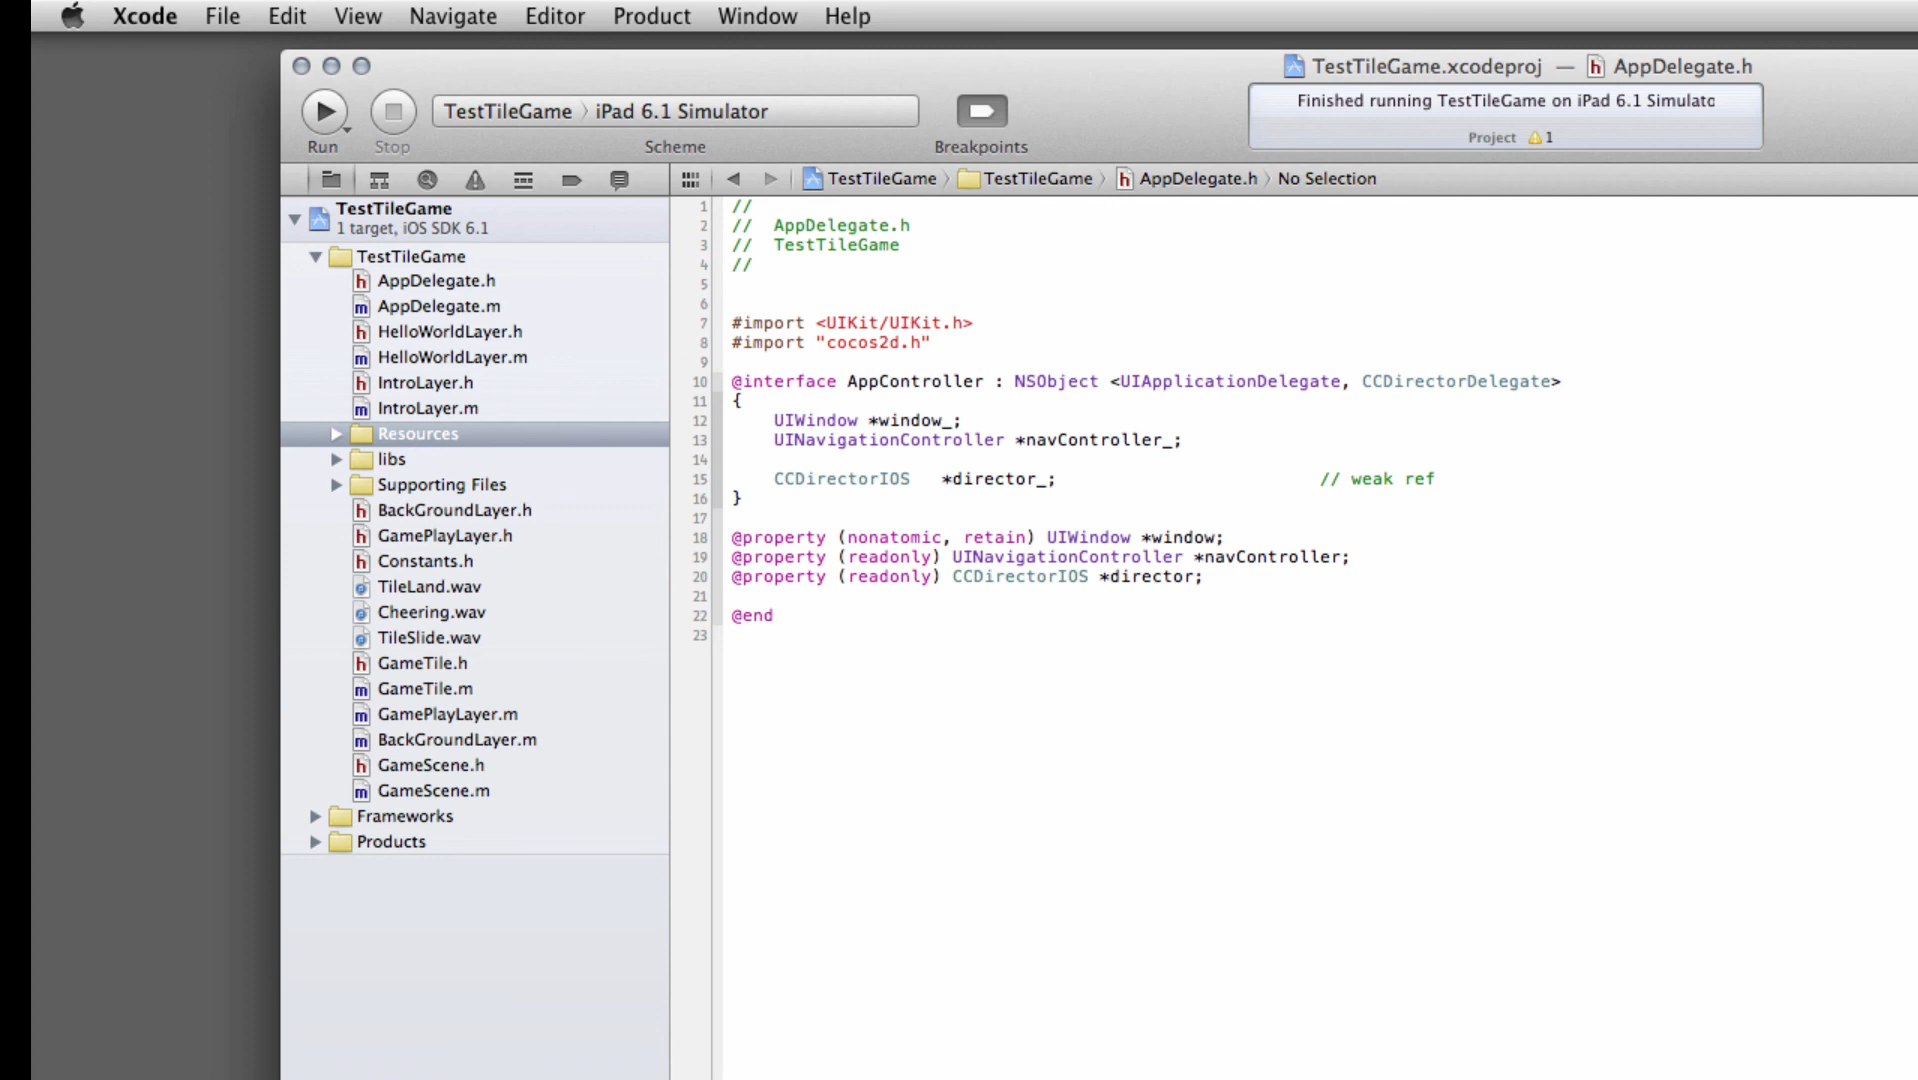 Xcode File Edit View Navigate Editor Product Window Help
TestTileGame.xcodeproj — h AppDelegate.h
TestTileGame 〉 iPad 6.1 Simulator
Finished running TestTileGame on iPad 6.1 Simulato
Project 1
Run Stop Scheme Breakpoints
TestTileGame 〉 TestTileGame 〉 h AppDelegate.h 〉 No Selection
TestTileGame
1 target, iOS SDK 6.1
TestTileGame
h AppDelegate.h
m AppDelegate.m
h HelloWorldLayer.h
m HelloWorldLayer.m
h IntroLayer.h
m IntroLayer.m
Resources
libs
Supporting Files
h BackGroundLayer.h
h GamePlayLayer.h
h Constants.h
TileLand.wav
Cheering.wav
TileSlide.wav
h GameTile.h
m GameTile.m
m GamePlayLayer.m
m BackGroundLayer.m
h GameScene.h
m GameScene.m
Frameworks
Products
1 //
2 //  AppDelegate.h
3 //  TestTileGame
4 //
5
6
7 #import <UIKit/UIKit.h>
8 #import "cocos2d.h"
9
10 @interface AppController : NSObject <UIApplicationDelegate, CCDirectorDelegate>
11 {
12     UIWindow *window_;
13     UINavigationController *navController_;
14
15     CCDirectorIOS   *director_;                         // weak ref
16 }
17
18 @property (nonatomic, retain) UIWindow *window;
19 @property (readonly) UINavigationController *navController;
20 @property (readonly) CCDirectorIOS *director;
21
22 @end
23